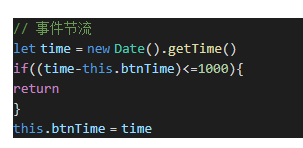 // 事件节流
let time = new Date().getTime()
if((time-this.btnTime)<=1000){
return
}
this.btnTime = time